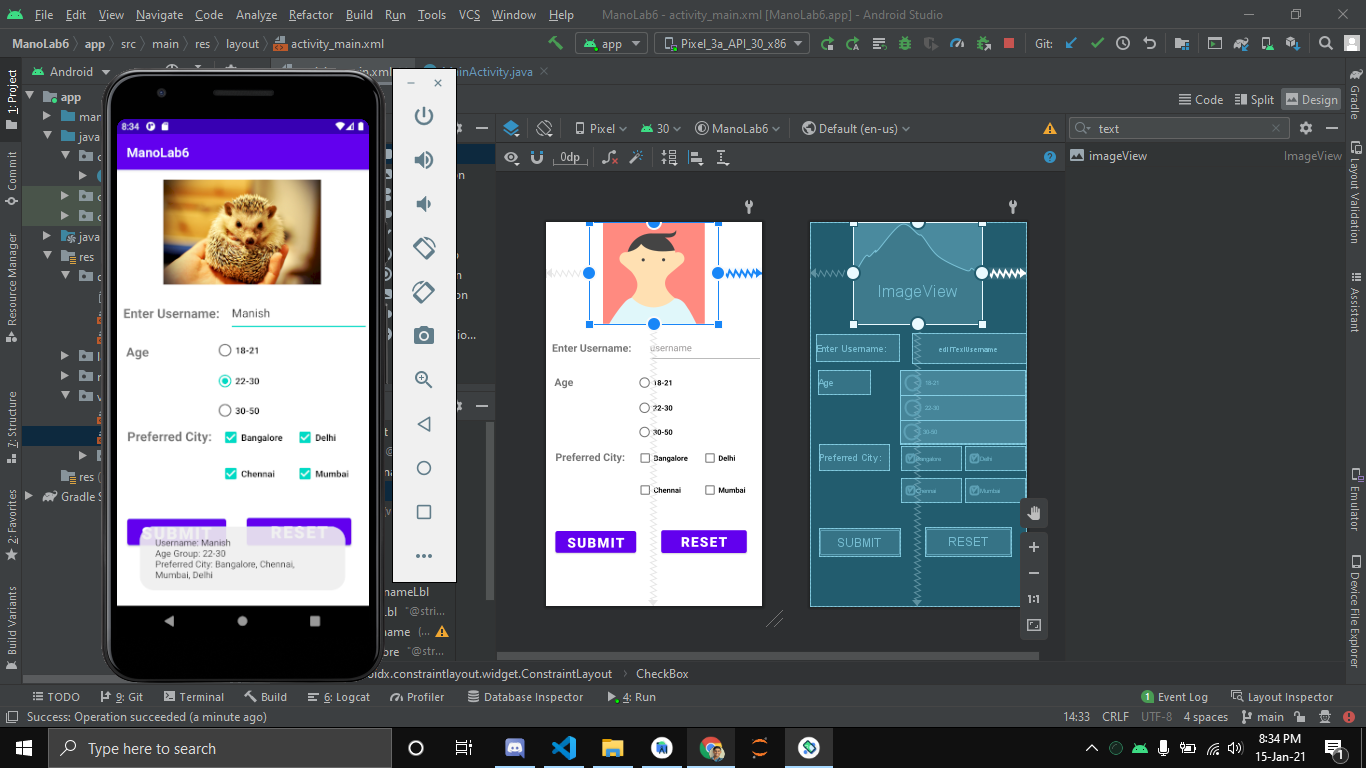 File Edit View Navigate Code Analyze Refactor Build Run Tools VCS Window Help ManoLab6 - activity_main.xml [ManoLab6.app] - Android Studio
ManoLab6 app src main res layout activity_main.xml app Pixel_3a_API_30_x86 Git:
Android .xml MainActivity.java
Code Split Design
Pixel 30 ManoLab6 Default (en-us) text
0dp imageView ImageView
1: Project
Commit
Resource Manager
7: Structure
2: Favorites
Build Variants
app
java
java
res
res (
Gradle S
8:34
ManoLab6
Enter Username: Manish
Age 18-21
22-30
30-50
Preferred City: Bangalore Delhi
Chennai Mumbai
SUBMIT RESET
Username: Manish
Age Group: 22-30
Preferred City: Bangalore, Chennai,
Mumbai, Delhi
Enter Username: username
Age 18-21
22-30
30-50
Preferred City: Bangalore Delhi
Chennai Mumbai
SUBMIT RESET
ImageView
Enter Username: editTextUsername
Age 18-21
22-30
30-50
Preferred City: Bangalore Delhi
Chennai Mumbai
SUBMIT RESET
1:1
Gradle
Layout Validation
Assistant
Emulator
Device File Explorer
nameLbl
Lbl "@stri...
name (...
ore "@stri...
oidx.constraintlayout.widget.ConstraintLayout CheckBox
TODO 9: Git Terminal Build 6: Logcat Profiler Database Inspector 4: Run 1 Event Log Layout Inspector
Success: Operation succeeded (a minute ago) 14:33 CRLF UTF-8 4 spaces main
Type here to search 8:34 PM
15-Jan-21 1